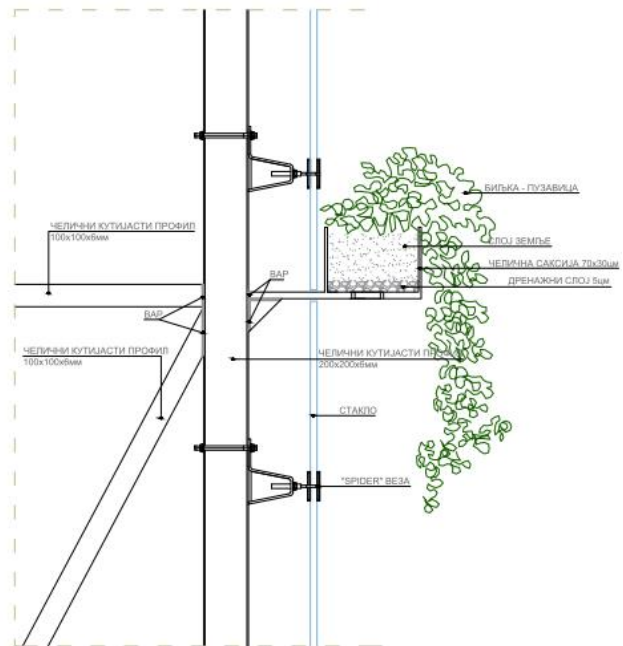 БИЉКА - ПУЗАВИЦА
ЧЕЛИЧНИ КУТИЈАСТИ ПРОФИЛ
100x100x6мм
СЛОЈ ЗЕМЉЕ
ЧЕЛИЧНА САКСИЈА 70x30цм
ВАР
ДРЕНАЖНИ СЛОЈ 5цм
ВАР
ЧЕЛИЧНИ КУТИЈАСТИ ПРОФИЛ
100x100x6мм
ЧЕЛИЧНИ КУТИЈАСТИ ПРОФИЛ
200x200x6мм
СТАКЛО
"SPIDER" ВЕЗА